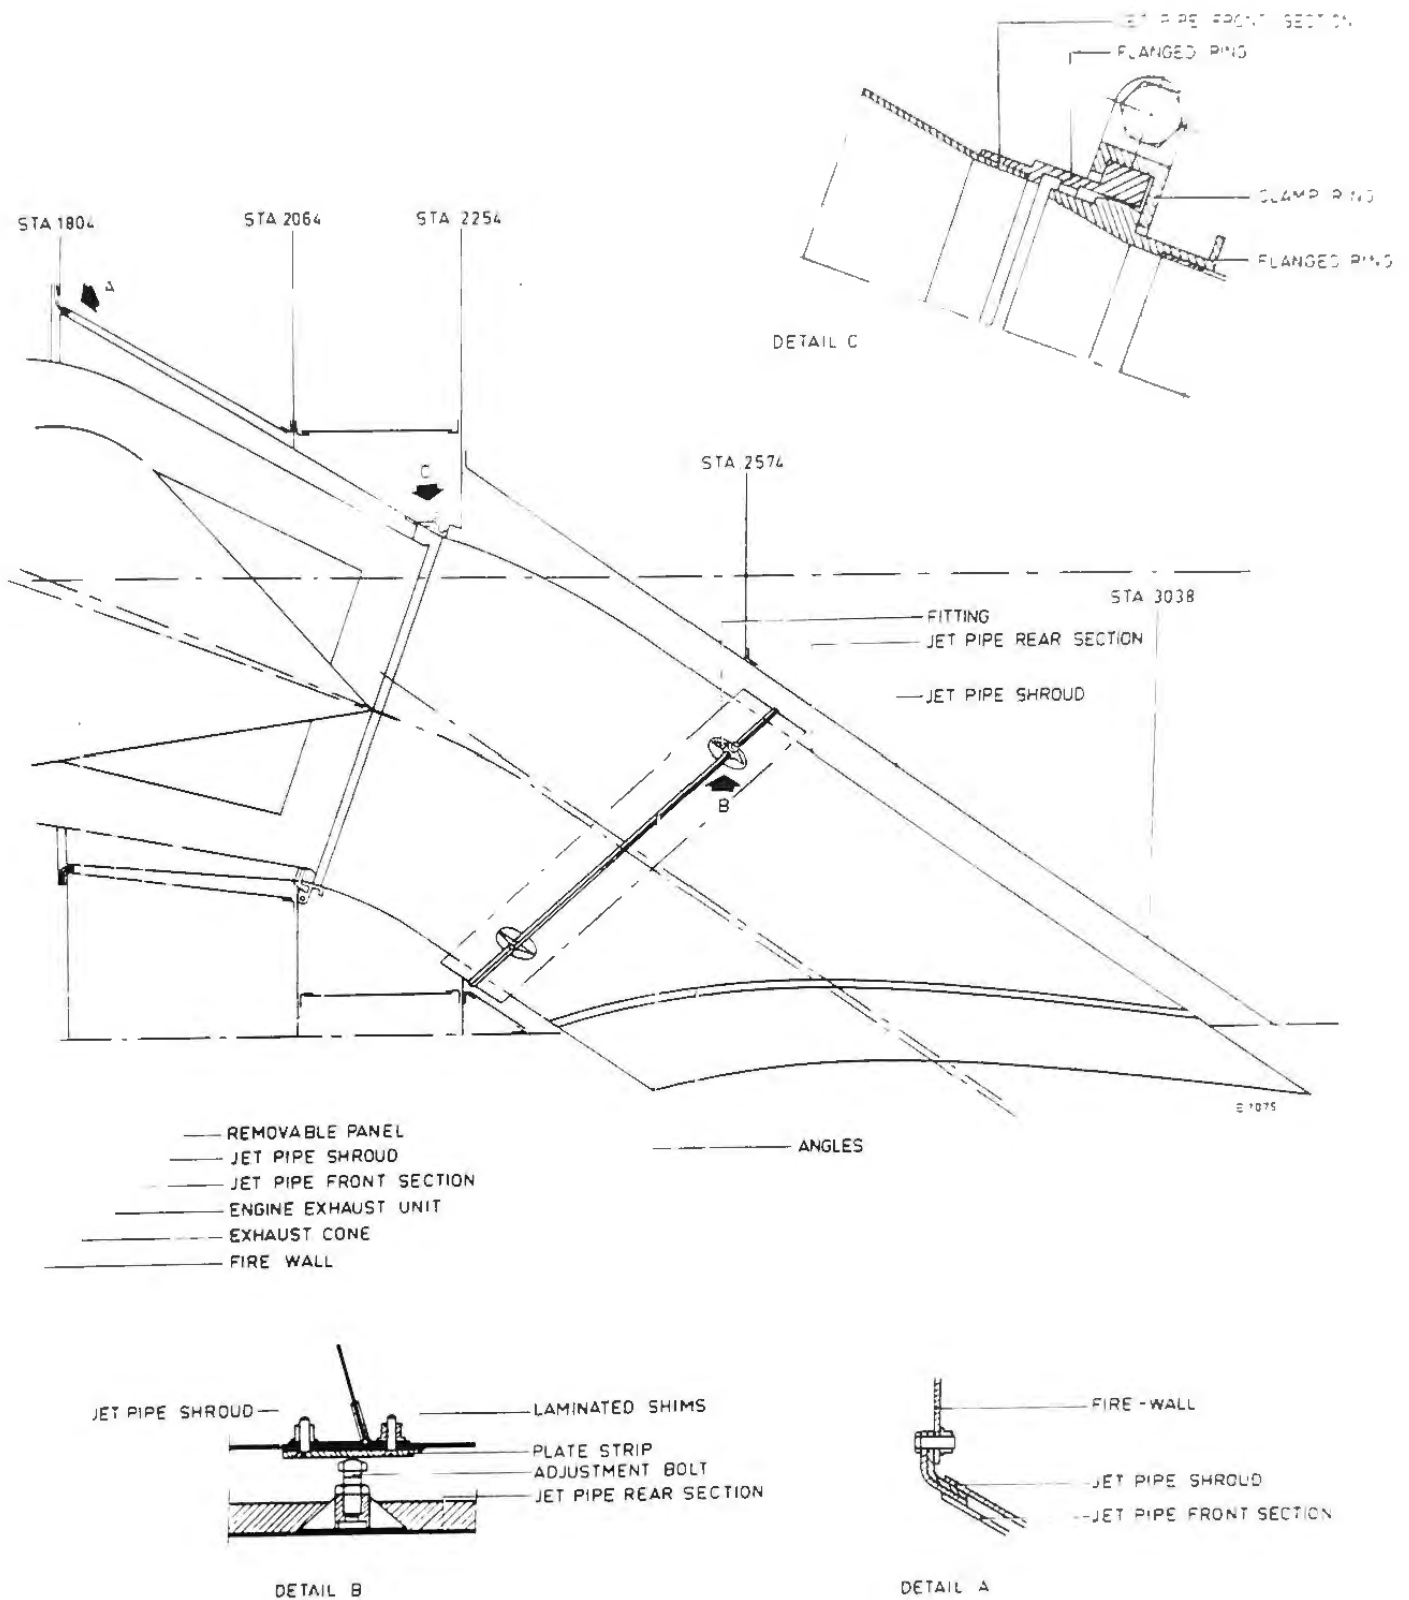 JET PIPE FRONT SECTION
FLANGED RING
CLAMP RING
FLANGED RING
DETAIL C
STA 1804
STA 2064
STA 2254
A
C
STA 2574
STA 3038
FITTING
JET PIPE REAR SECTION
JET PIPE SHROUD
B
REMOVABLE PANEL
JET PIPE SHROUD
JET PIPE FRONT SECTION
ENGINE EXHAUST UNIT
EXHAUST CONE
FIRE WALL
ANGLES
JET PIPE SHROUD
LAMINATED SHIMS
PLATE STRIP
ADJUSTMENT BOLT
JET PIPE REAR SECTION
DETAIL B
FIRE-WALL
JET PIPE SHROUD
JET PIPE FRONT SECTION
DETAIL A